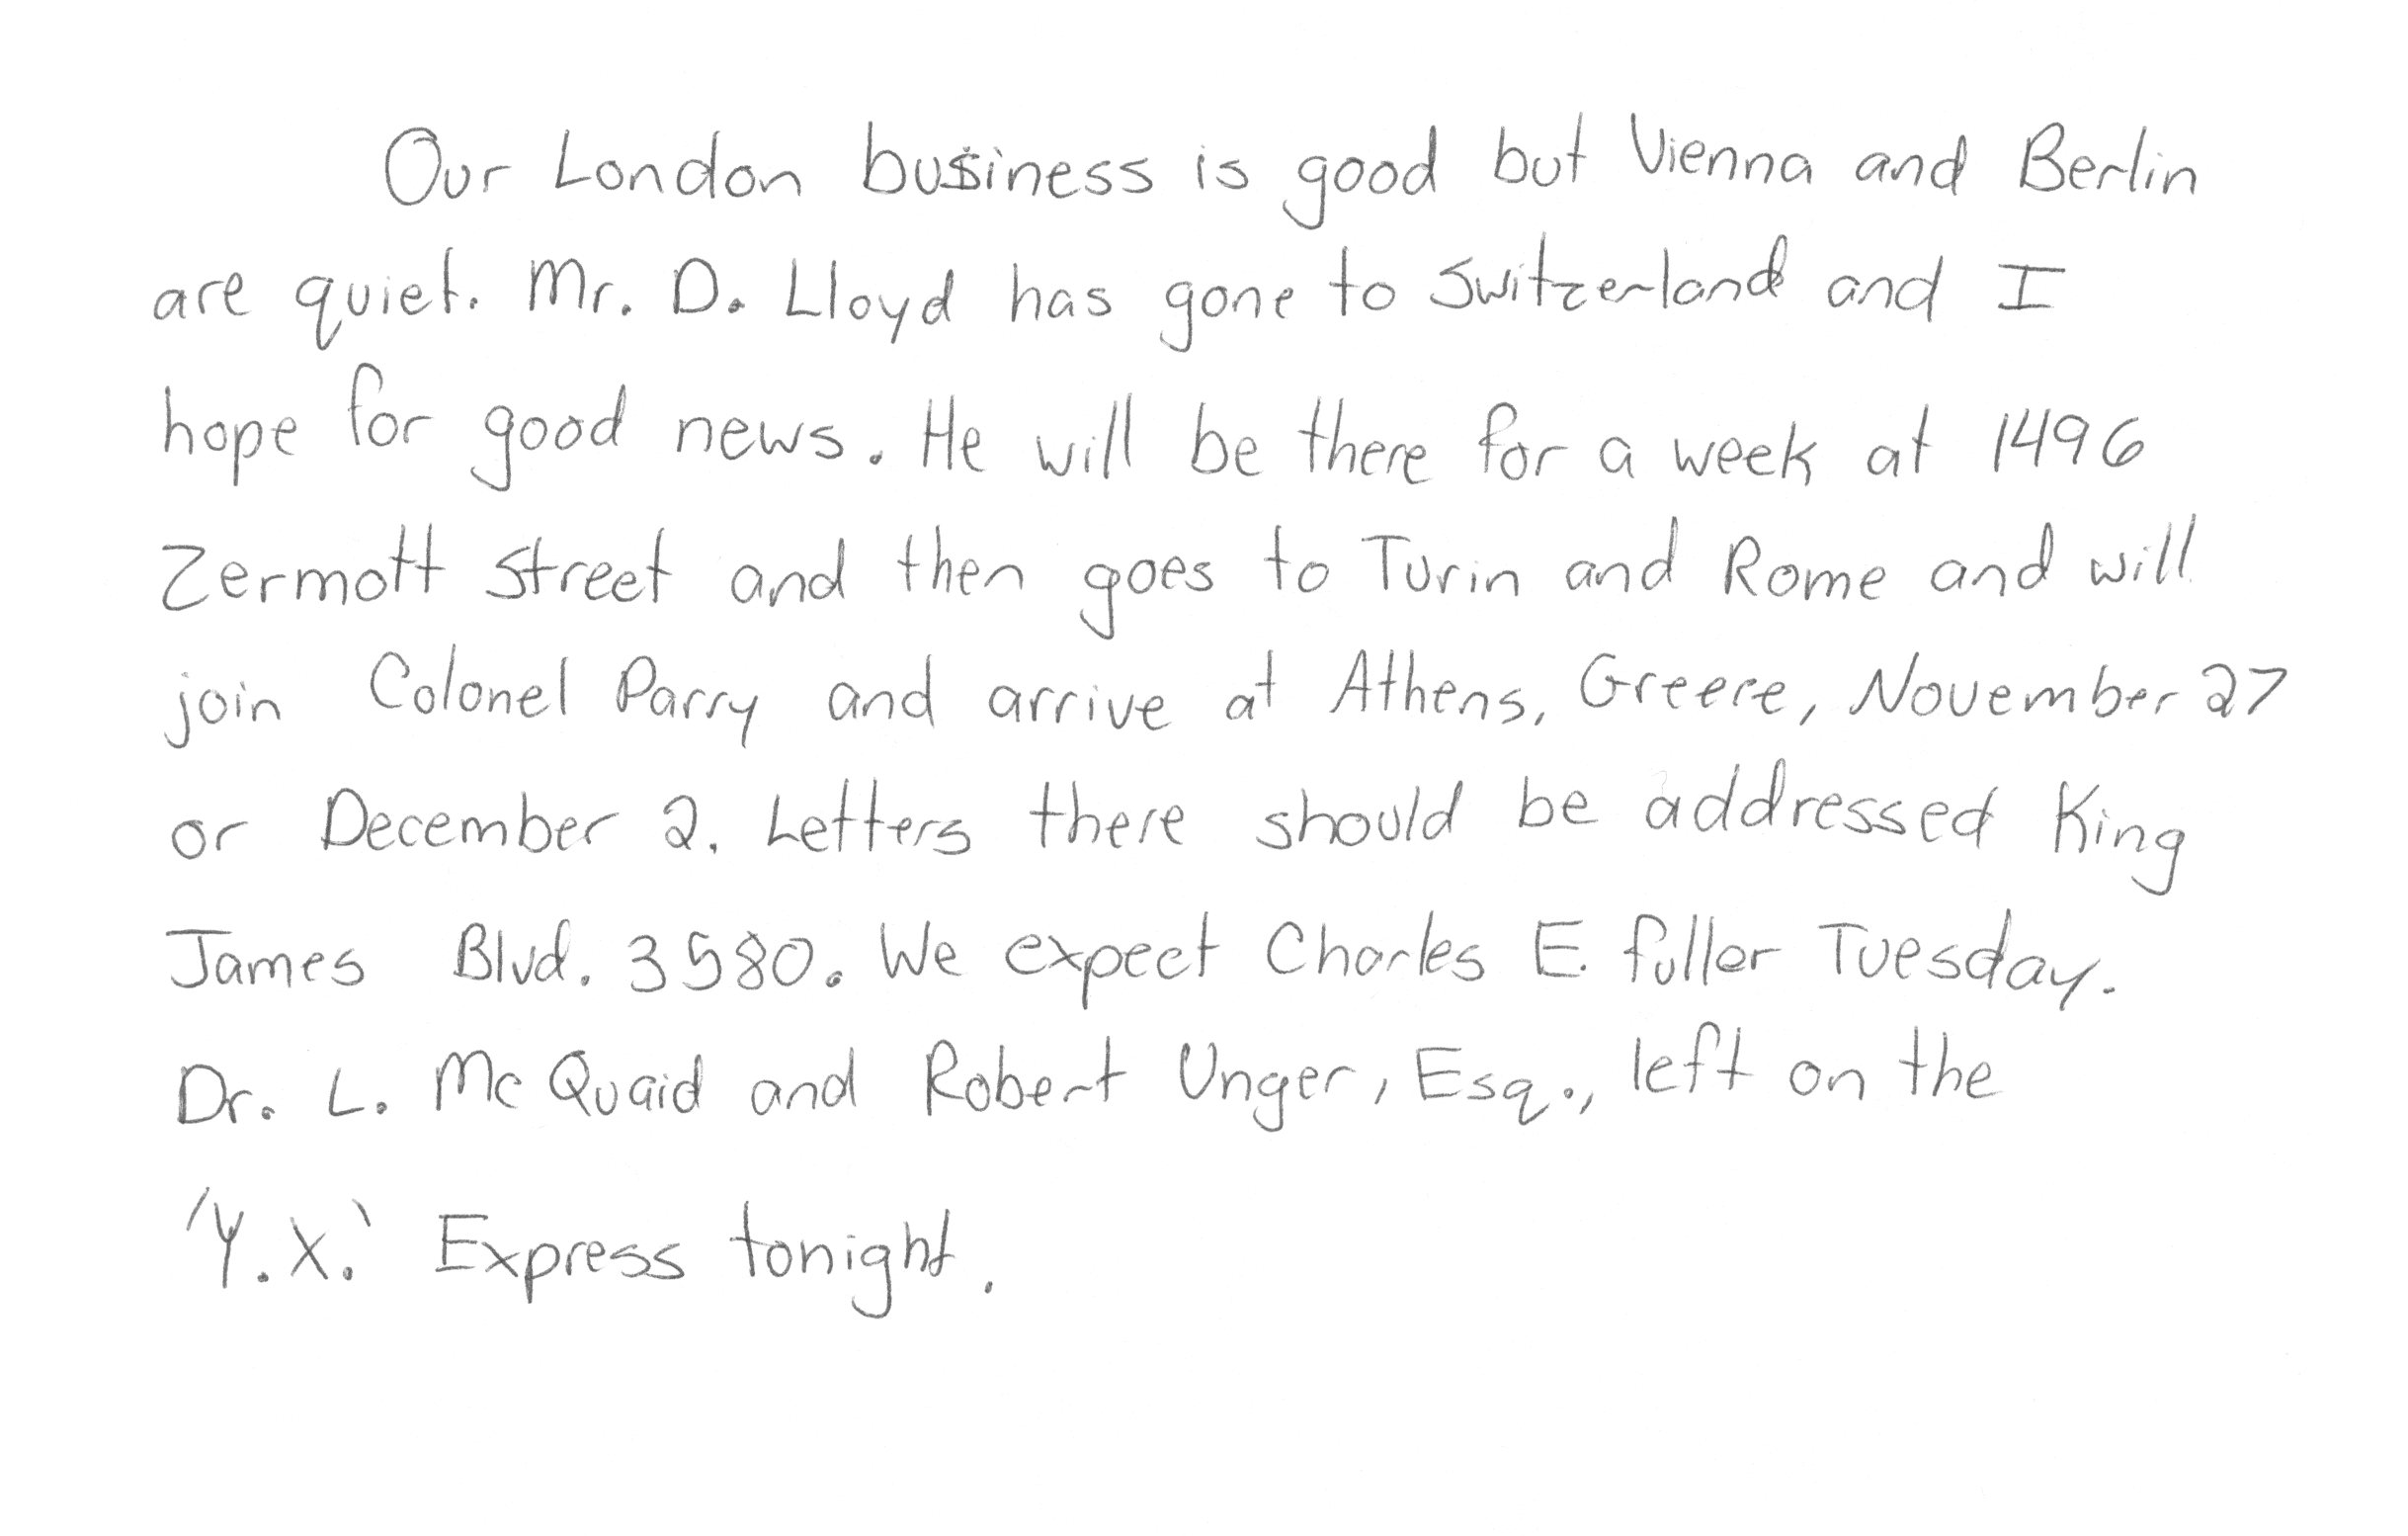 Our London business is good but Vienna and Berlin
are quiet. Mr. D. Lloyd has gone to Switzerland and I
hope for good news. He will be there for a week at 1496
Zermott Street and then goes to Turin and Rome and will
join Colonel Parry and arrive at Athens, Greece, November 27
or December 2. Letters there should be addressed King
James Blvd. 3580. We expect Charles E. Fuller Tuesday.
Dr. L. McQuaid and Robert Unger, Esq., left on the
'Y.X.' Express tonight.